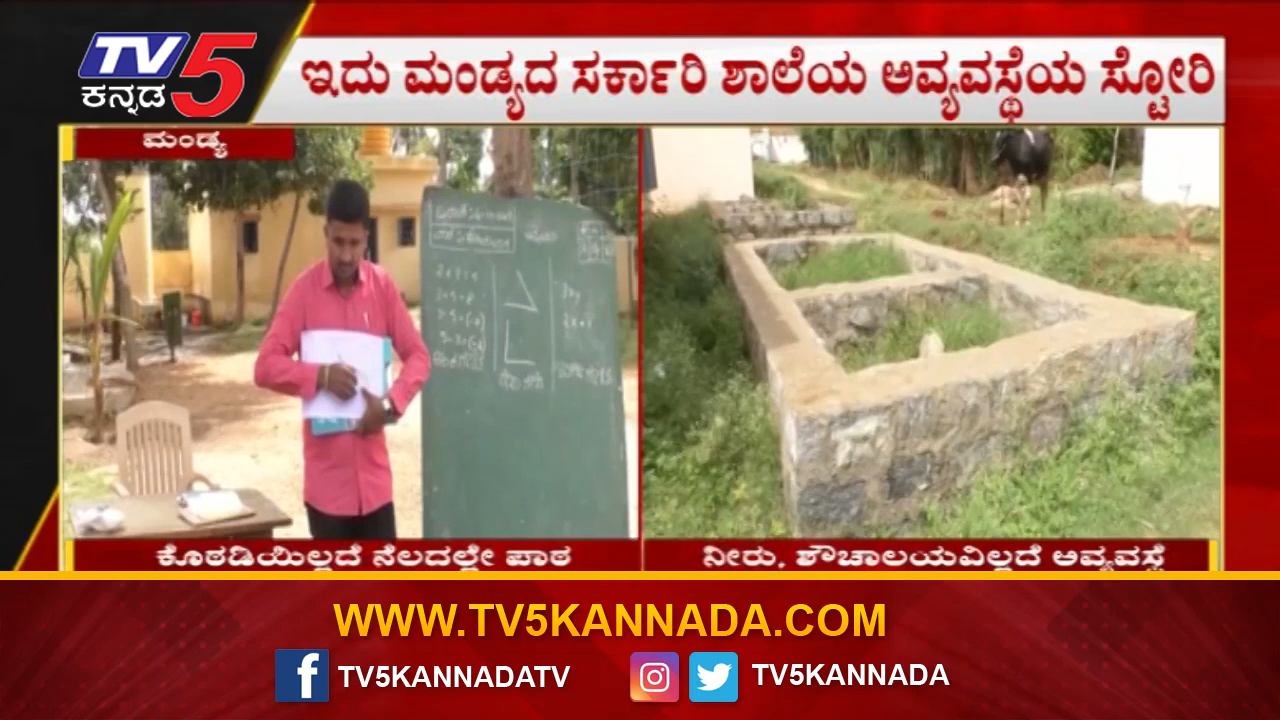 TV5
ಕನ್ನಡ
ಇದು ಮಂಡ್ಯದ ಸರ್ಕಾರಿ ಶಾಲೆಯ ಅವ್ಯವಸ್ಥೆಯ ಸ್ಟೋರಿ
ಮಂಡ್ಯ
ಕೊಠಡಿಯಿಲ್ಲದೆ ನೆಲದಲ್ಲೇ ಪಾಠ
ನೀರು, ಶೌಚಾಲಯವಿಲ್ಲದೆ ಅವ್ಯವಸ್ಥೆ
WWW.TV5KANNADA.COM
f TV5KANNADATV
TV5KANNADA